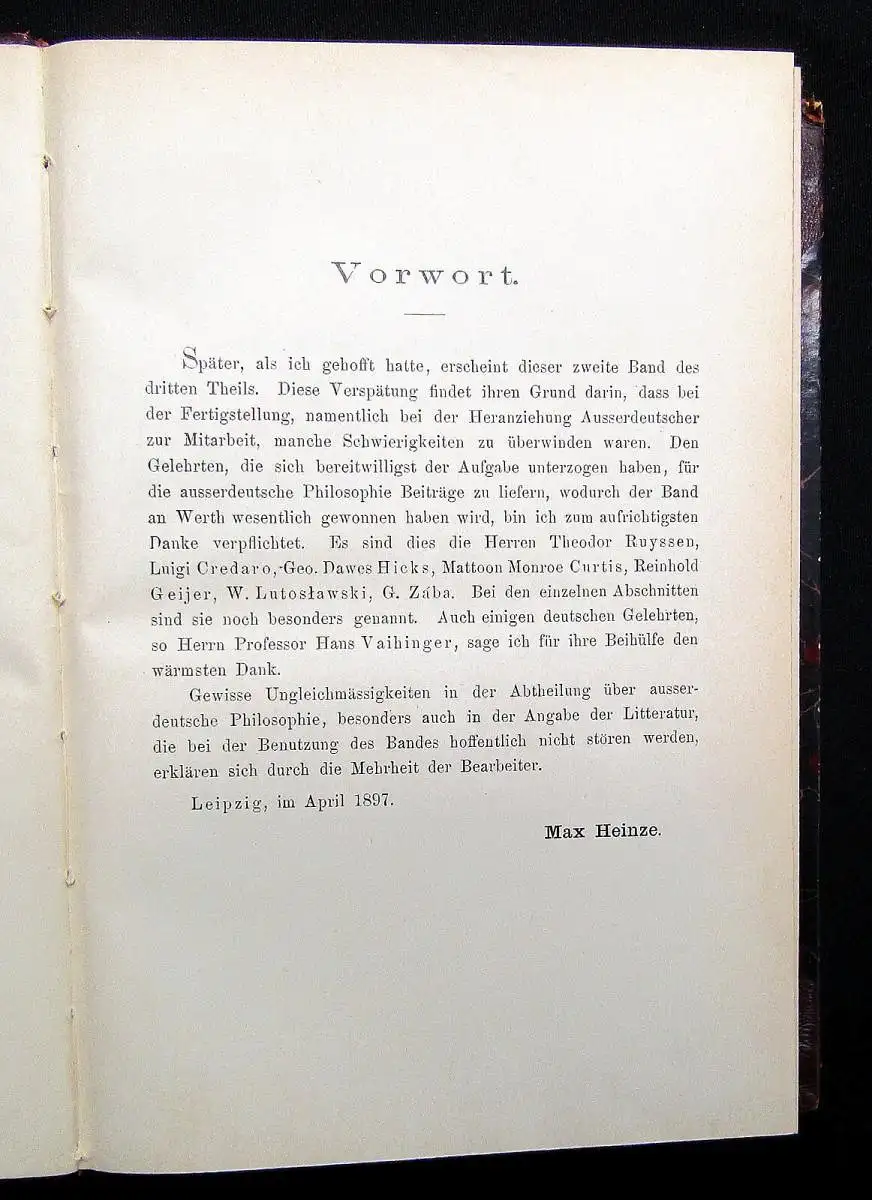 Vorwort.
Später, als ich gehofft hatte, erscheint dieser zweite Band des
dritten Theils. Diese Verspätung findet ihren Grund darin, dass bei
der Fertigstellung, namentlich bei der Heranziehung Ausserdeutscher
zur Mitarbeit, manche Schwierigkeiten zu überwinden waren. Den
Gelehrten, die sich bereitwilligst der Aufgabe unterzogen haben, für
die ausserdeutsche Philosophie Beiträge zu liefern, wodurch der Band
an Werth wesentlich gewonnen haben wird, bin ich zum aufrichtigsten
Danke verpflichtet. Es sind dies die Herren Theodor Ruyssen,
Luigi Credaro, Geo. Dawes Hicks, Mattoon Monroe Curtis, Reinhold
Geijer, W. Lutosławski, G. Zába. Bei den einzelnen Abschnitten
sind sie noch besonders genannt. Auch einigen deutschen Gelehrten,
so Herrn Professor Hans Vaihinger, sage ich für ihre Beihülfe den
wärmsten Dank.
Gewisse Ungleichmässigkeiten in der Abtheilung über ausser-
deutsche Philosophie, besonders auch in der Angabe der Litteratur,
die bei der Benutzung des Bandes hoffentlich nicht stören werden,
erklären sich durch die Mehrheit der Bearbeiter.
Leipzig, im April 1897.
Max Heinze.